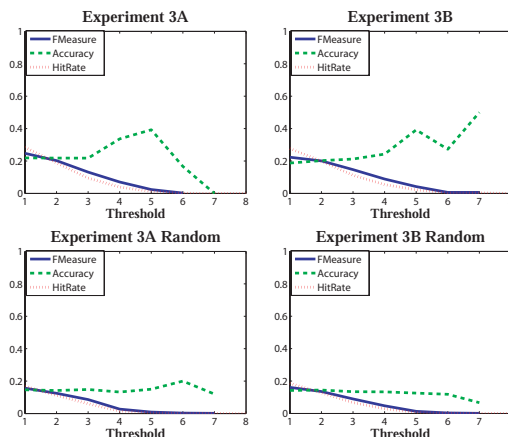 Experiment 3A
1
0.8
0.6
0.4
0.2
0
FMeasure
Accuracy
HitRate
1 2 3 4 5 6 7 8
Threshold
Experiment 3B
1
0.8
0.6
0.4
0.2
0
FMeasure
Accuracy
HitRate
1 2 3 4 5 6 7
Threshold
Experiment 3A Random
1
0.8
0.6
0.4
0.2
0
FMeasure
Accuracy
HitRate
1 2 3 4 5 6 7 8
Threshold
Experiment 3B Random
1
0.8
0.6
0.4
0.2
0
FMeasure
Accuracy
HitRate
1 2 3 4 5 6 7
Threshold